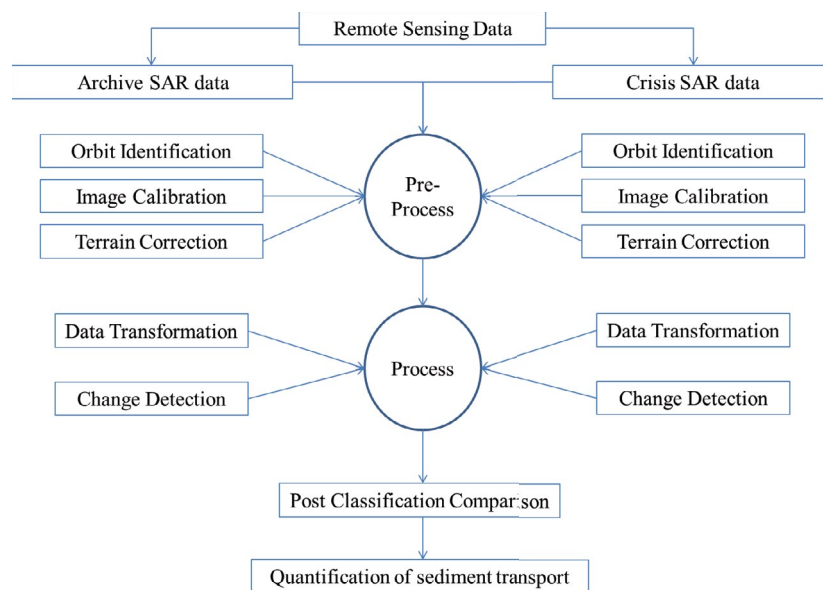 Remote Sensing Data
Archive SAR data
Crisis SAR data
Orbit Identification
Orbit Identification
Image Calibration
Pre-
Process
Image Calibration
Terrain Correction
Terrain Correction
Data Transformation
Data Transformation
Process
Change Detection
Change Detection
Post Classification Comparison
Quantification of sediment transport